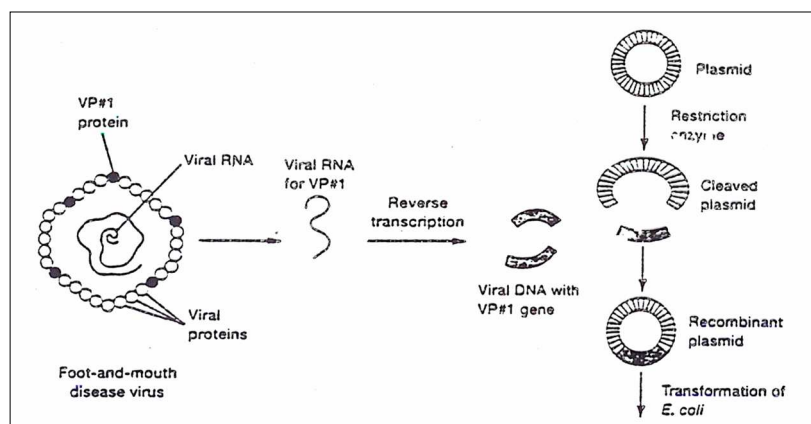 Plasmid
VP#1
protein
Restriction
enzyme
Viral RNA
Viral RNA
for VP#1
Reverse
transcription
Cleaved
plasmid
Viral DNA with
VP#1 gene
Viral
proteins
Recombinant
plasmid
Foot-and-mouth
disease virus
Transformation of
E. coli